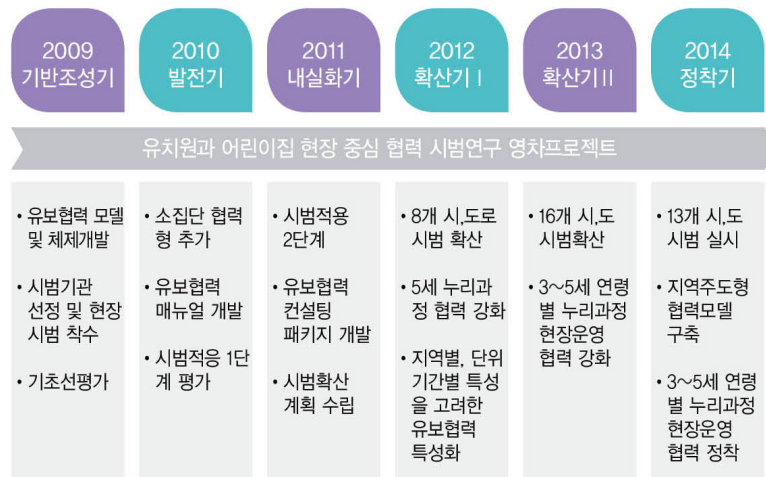 2009
기반조성기
2010
발전기
2011
내실화기
2012
확산기 I
2013
확산기 II
2014
정착기
유치원과 어린이집 현장 중심 협력 시범연구 영차프로젝트
• 유보협력 모델
및 체제개발
• 시범기관
선정 및 현장
시범 착수
• 기초선평가
• 소집단 협력
형 추가
• 유보협력
매뉴얼 개발
• 시범적응 1단
계 평가
• 시범적용
2단계
• 유보협력
컨설팅
패키지 개발
• 시범확산
계획 수립
• 8개 시,도로
시범 확산
• 5세 누리과
정 협력 강화
• 지역별, 단위
기간별 특성
을 고려한
유보협력
특성화
• 16개 시,도
시범확산
• 3~5세 연령
별 누리과정
현장운영
협력 강화
• 13개 시,도
시범 실시
• 지역주도형
협력모델
구축
• 3~5세 연령
별 누리과정
현장운영
협력 정착